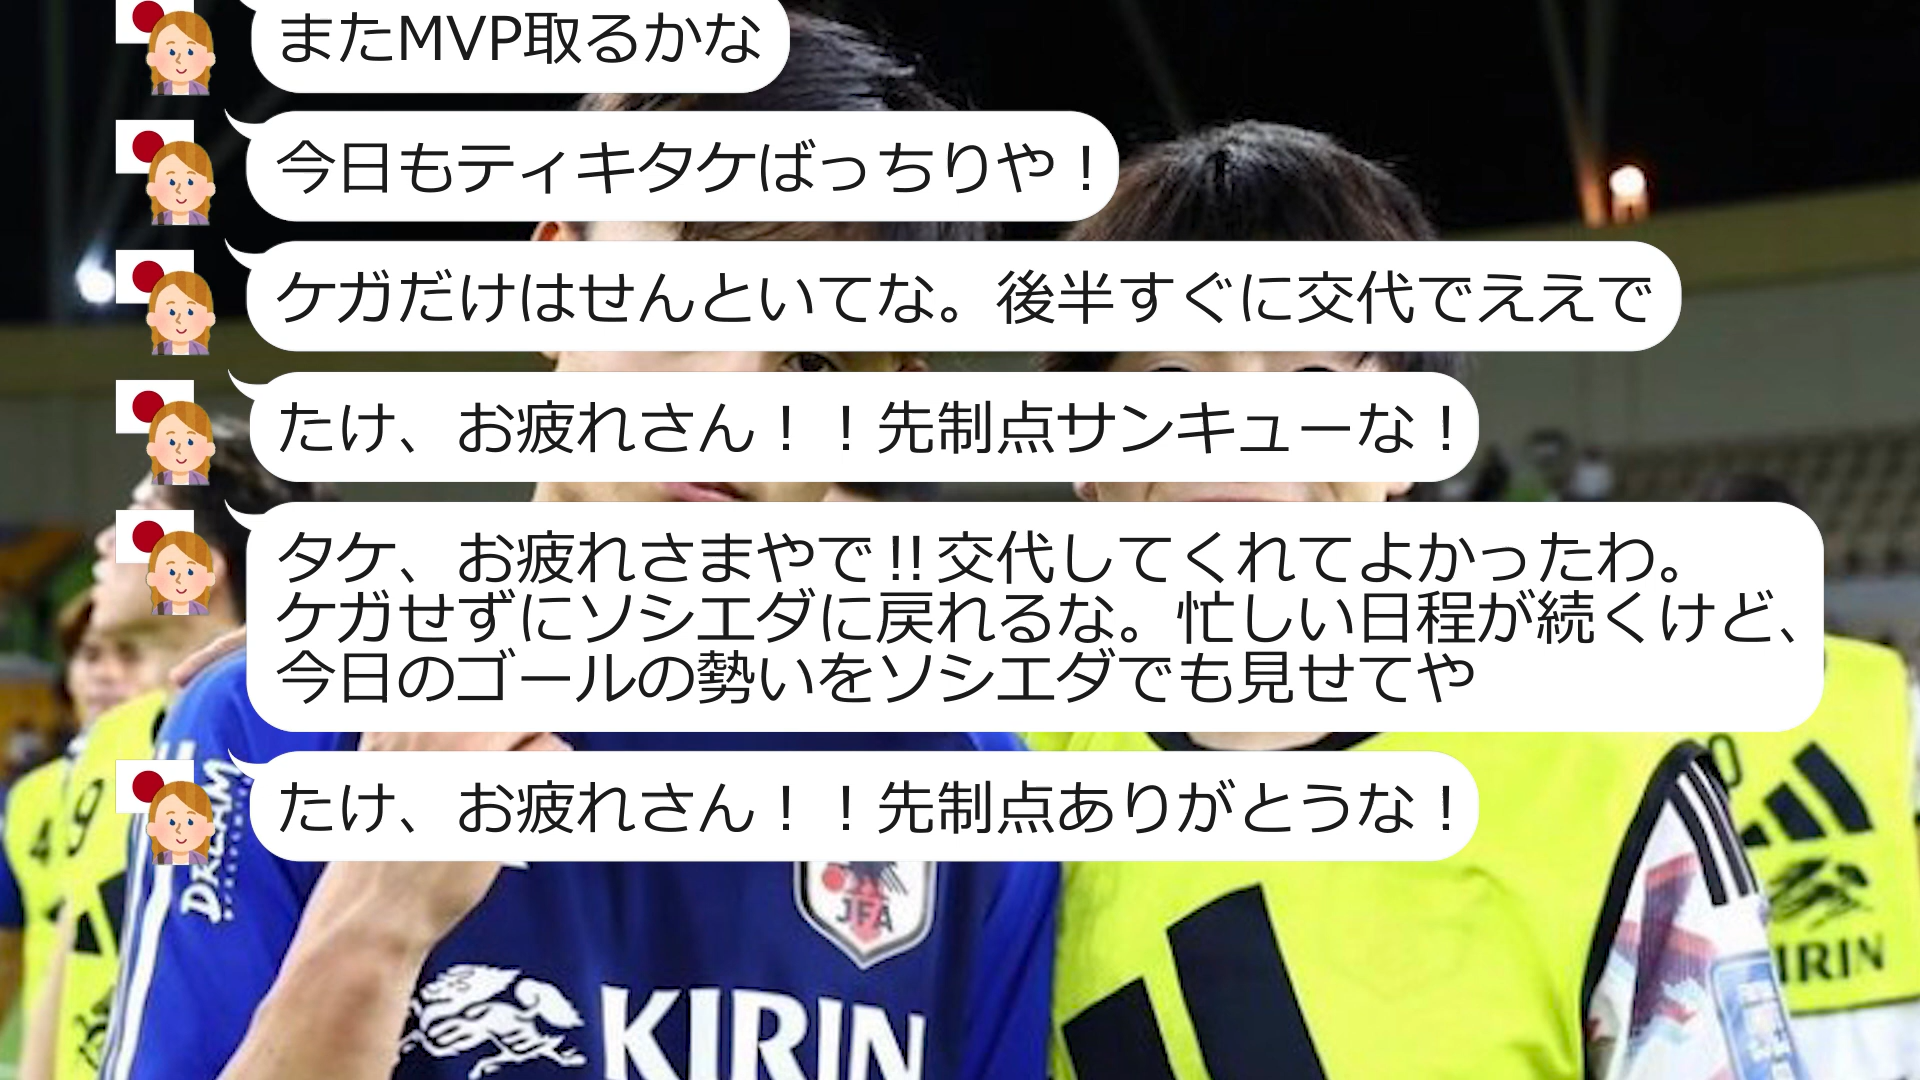 またMVP取るかな
今日もティキタケばっちりや！
ケガだけはせんといてな。後半すぐに交代でええで
たけ、お疲れさん！！先制点サンキューな！
タケ、お疲れさまやで!!交代してくれてよかったわ。
ケガせずにソシエダに戻れるな。忙しい日程が続くけど、
今日のゴールの勢いをソシエダでも見せてや
たけ、お疲れさん！！先制点ありがとうな！
4
9
DREAM
JFA
KIRIN
0
KIRIN